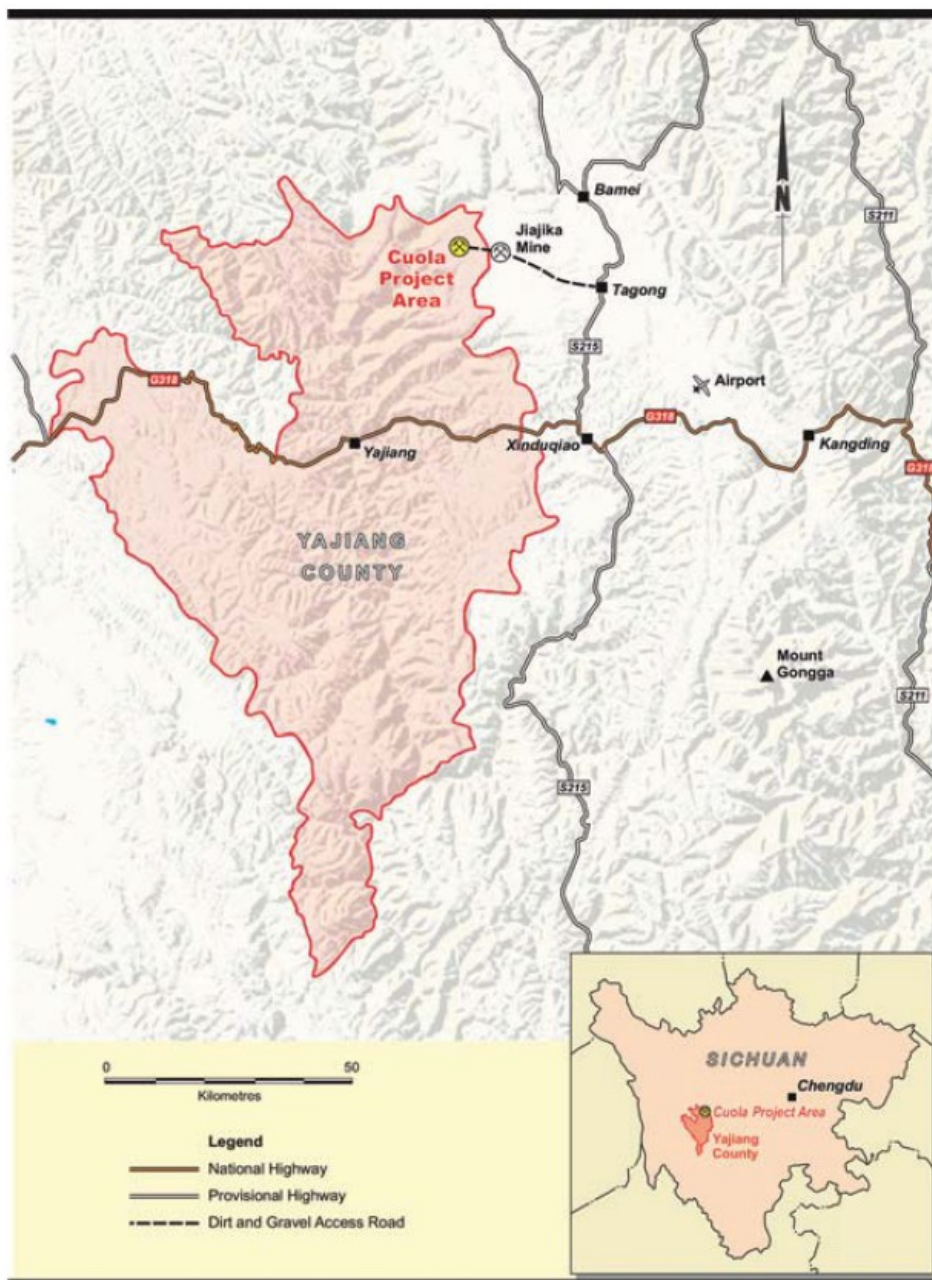 S211
Bamei
N
Jiajika
Mine
Cuola
Project
Area
Tagong
S215
G318
Airport
G318
Yajiang
Xinduqiao
Kangding
G318
YAJIANG
COUNTY
Mount
Gongga
S211
S215
SICHUAN
Chengdu
Cuola Project Area
Yajiang
County
0 50
Kilometres
Legend
National Highway
Provisional Highway
Dirt and Gravel Access Road